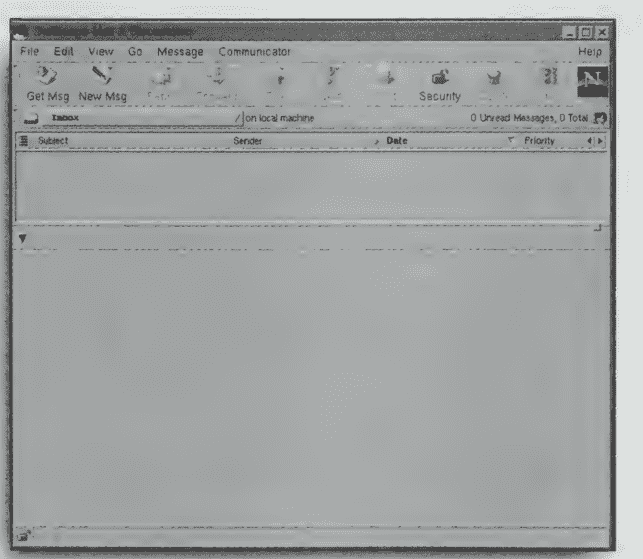 File Edit View Go Message Communicator Help
Get Msg New Msg Security N
Inbox on local machine 0 Unread Messages, 0 Total
Subject Sender Date Priority